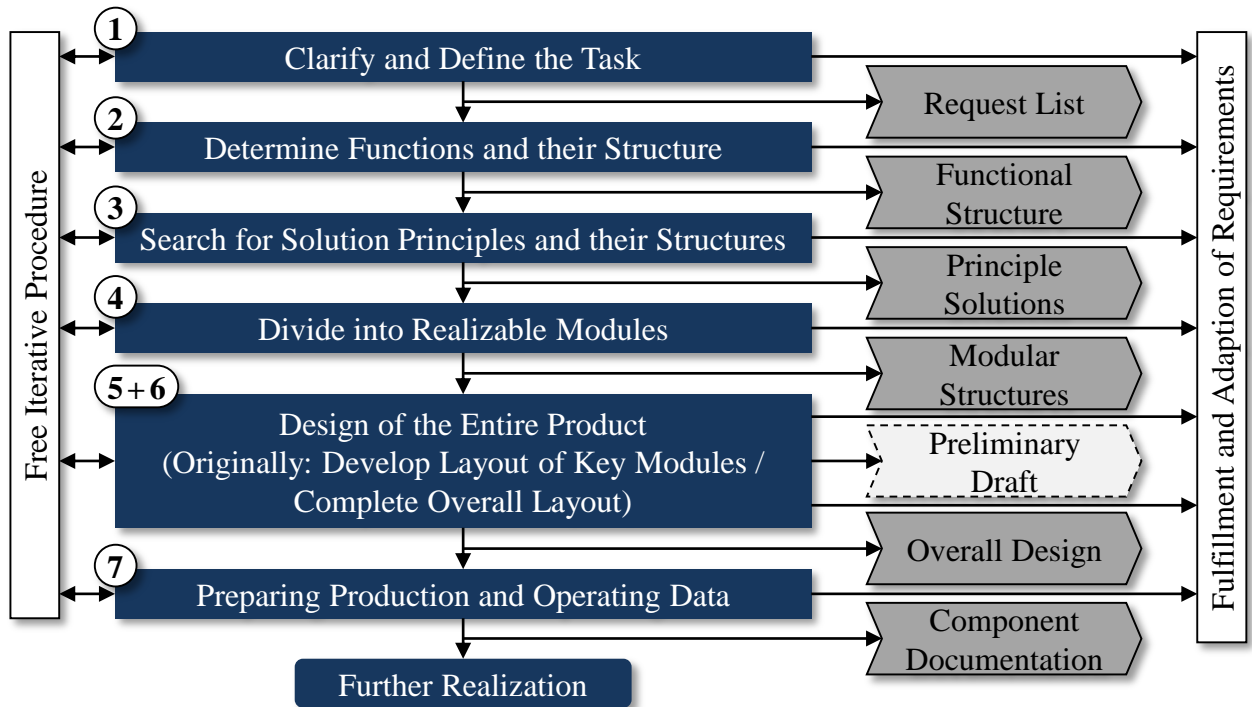 1
Clarify and Define the Task
Request List
2
Determine Functions and their Structure
Functional
Structure
3
Search for Solution Principles and their Structures
Principle
Solutions
4
Divide into Realizable Modules
Modular
Structures
5+6
Design of the Entire Product
(Originally: Develop Layout of Key Modules /
Complete Overall Layout)
Preliminary
Draft
Overall Design
7
Preparing Production and Operating Data
Component
Documentation
Further Realization
Free Iterative Procedure
Fulfillment and Adaption of Requirements